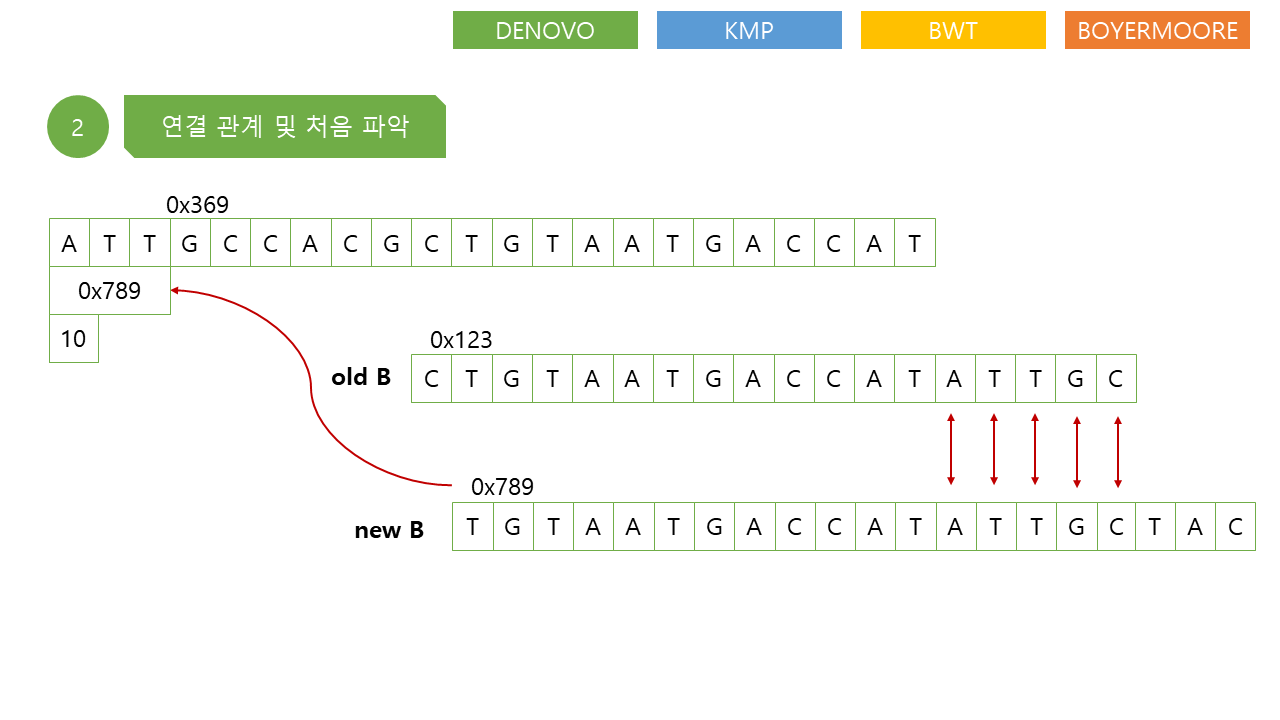 DENOVO KMP BWT BOYERMOORE
2 연결 관계 및 처음 파악
0x369
A T T G C C A C G C T G T A A T G A C C A T
0x789
10
0x123
old B C T G T A A T G A C C A T A T T G C
0x789
new B T G T A A T G A C C A T A T T G C T A C